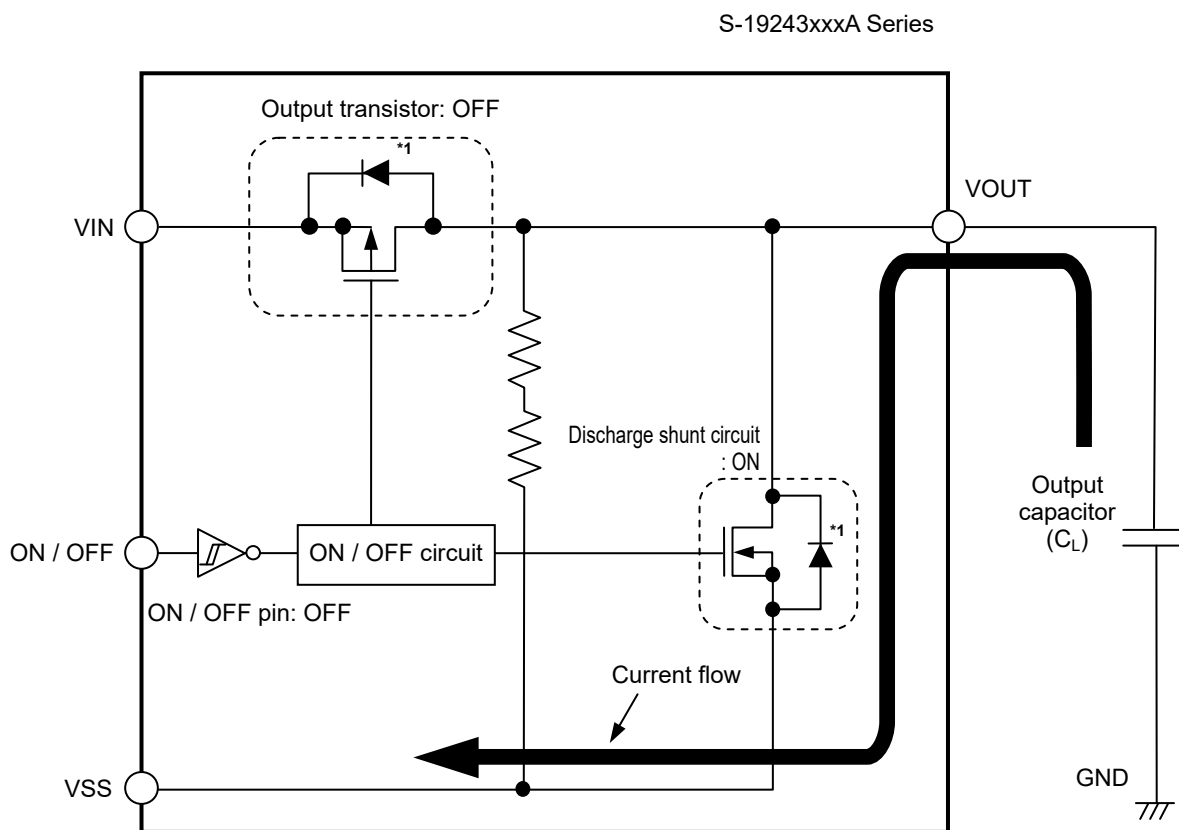 S-19243xxxA Series
Output transistor: OFF
*1
VIN
VOUT
Discharge shunt circuit
: ON
*1
Output
capacitor
(CL)
ON / OFF
ON / OFF circuit
ON / OFF pin: OFF
Current flow
VSS
GND